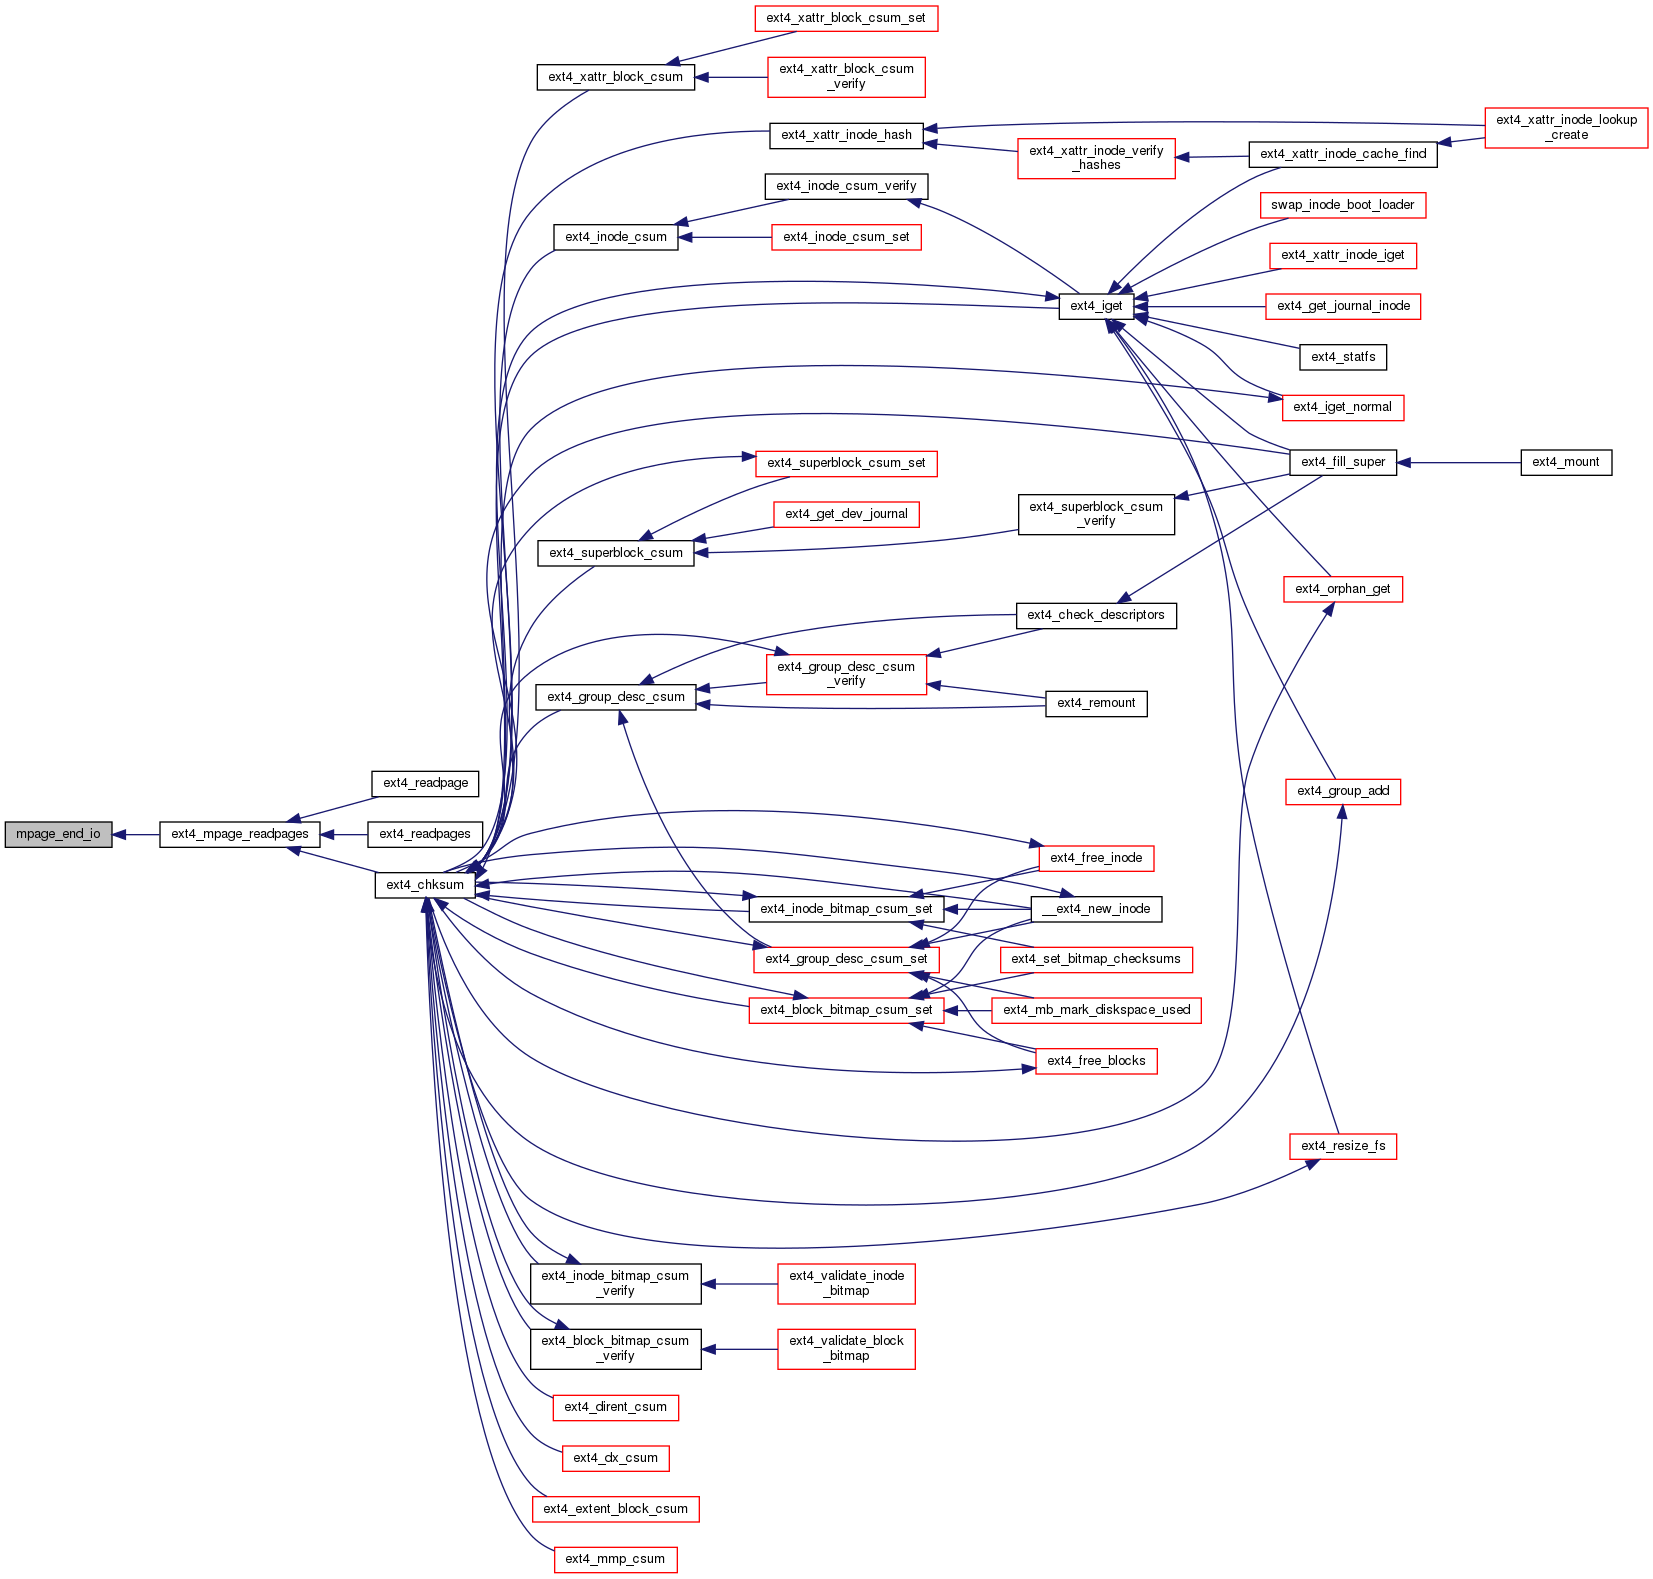 ext4_xattr_block_csum_set
ext4_xattr_block_csum
ext4_xattr_block_csum
_verify
ext4_xattr_inode_hash
ext4_xattr_inode_lookup
_create
ext4_xattr_inode_verify
_hashes
ext4_xattr_inode_cache_find
ext4_inode_csum_verify
swap_inode_boot_loader
ext4_inode_csum
ext4_inode_csum_set
ext4_xattr_inode_iget
ext4_iget
ext4_get_journal_inode
ext4_statfs
ext4_iget_normal
ext4_superblock_csum_set
ext4_fill_super
ext4_mount
ext4_superblock_csum
_verify
ext4_get_dev_journal
ext4_superblock_csum
ext4_orphan_get
ext4_check_descriptors
ext4_group_desc_csum
_verify
ext4_group_desc_csum
ext4_remount
ext4_readpage
ext4_group_add
mpage_end_io
ext4_mpage_readpages
ext4_readpages
ext4_free_inode
ext4_chksum
ext4_inode_bitmap_csum_set
__ext4_new_inode
ext4_group_desc_csum_set
ext4_set_bitmap_checksums
ext4_block_bitmap_csum_set
ext4_mb_mark_diskspace_used
ext4_free_blocks
ext4_resize_fs
ext4_inode_bitmap_csum
_verify
ext4_validate_inode
_bitmap
ext4_block_bitmap_csum
_verify
ext4_validate_block
_bitmap
ext4_dirent_csum
ext4_dx_csum
ext4_extent_block_csum
ext4_mmp_csum